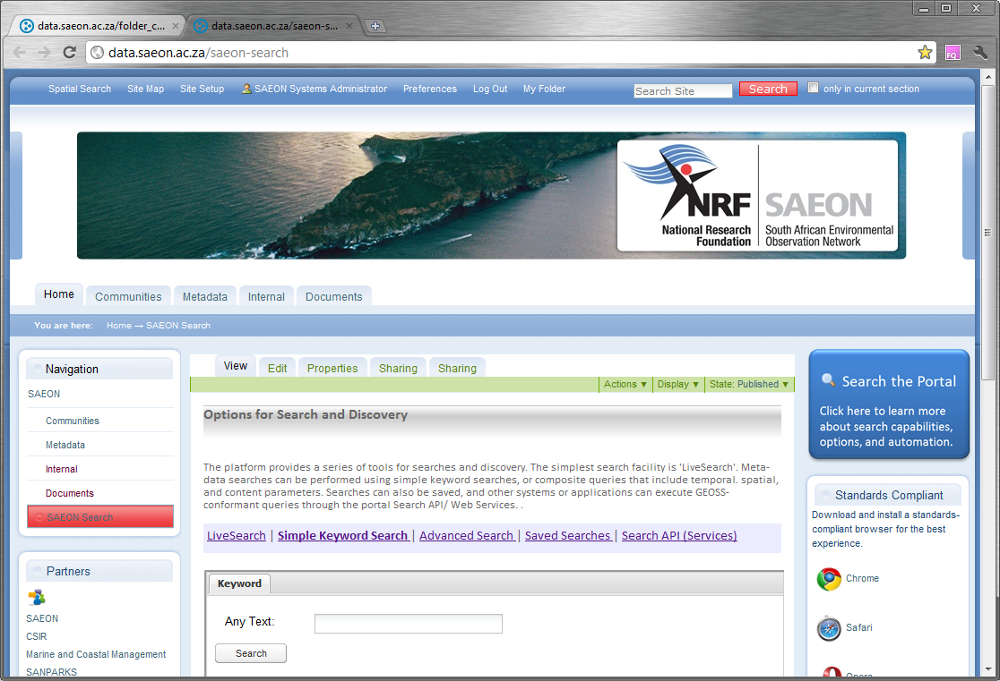 data.saeon.ac.za/folder_c...
data.saeon.ac.za/saeon-s...
data.saeon.ac.za/saeon-search
FQ
Spatial Search
Site Map
Site Setup
SAEON Systems Administrator
Preferences
Log Out
My Folder
Search Site
Search
only in current section
NRF
National Research
Foundation
SAEON
South African Environmental
Observation Network
Home
Communities
Metadata
Internal
Documents
You are here: Home → SAEON Search
Navigation
SAEON
Communities
Metadata
Internal
Documents
SAEON Search
Partners
SAEON
CSIR
Marine and Coastal Management
SANPARKS
View
Edit
Properties
Sharing
Sharing
Actions ▼
Display ▼
State: Published ▼
Options for Search and Discovery
The platform provides a series of tools for searches and discovery. The simplest search facility is 'LiveSearch'. Meta-
data searches can be performed using simple keyword searches, or composite queries that include temporal. spatial,
and content parameters. Searches can also be saved, and other systems or applications can execute GEOSS-
conformant queries through the portal Search API/ Web Services. .
LiveSearch | Simple Keyword Search | Advanced Search | Saved Searches | Search API (Services)
Keyword
Any Text:
Search
Search the Portal
Click here to learn more
about search capabilities,
options, and automation.
Standards Compliant
Download and install a standards-
compliant browser for the best
experience.
Chrome
Safari
Opera